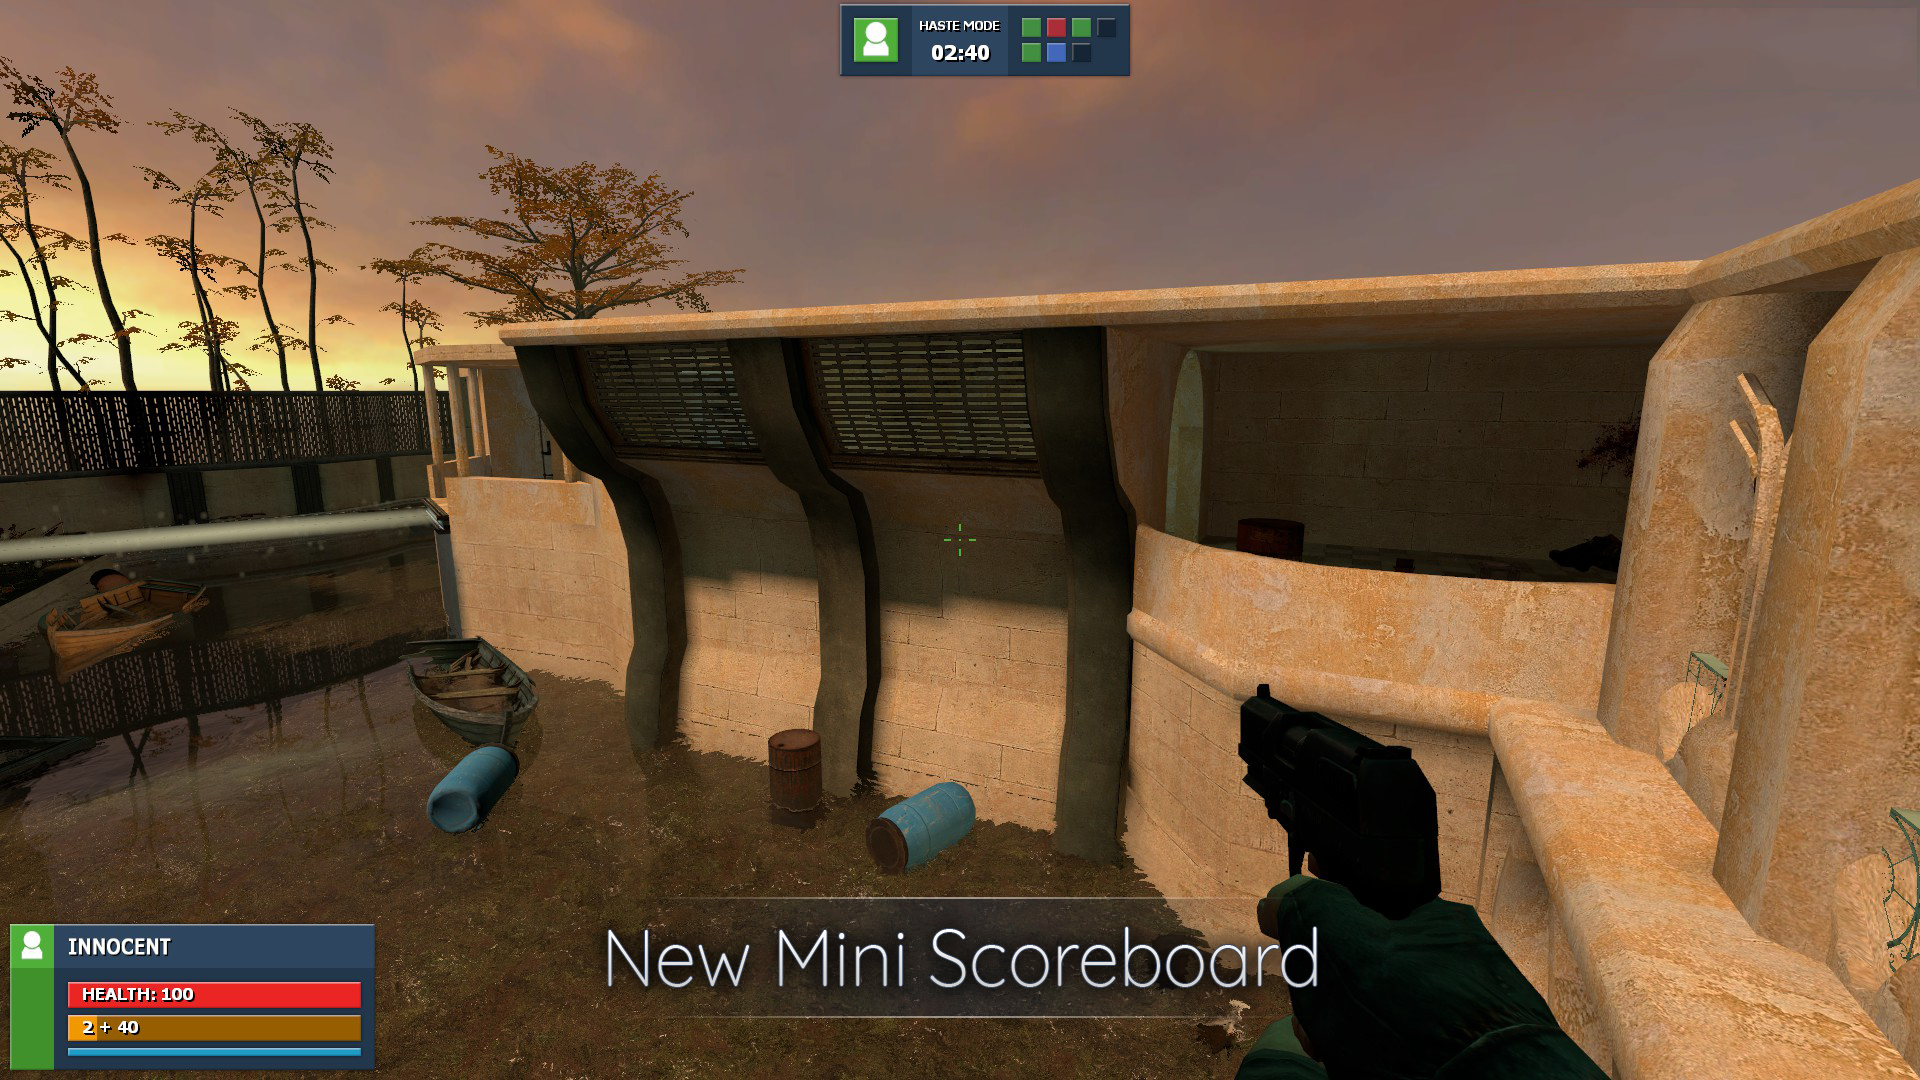 HASTE MODE
02:40
New Mini Scoreboard
INNOCENT
HEALTH: 100
2 + 40